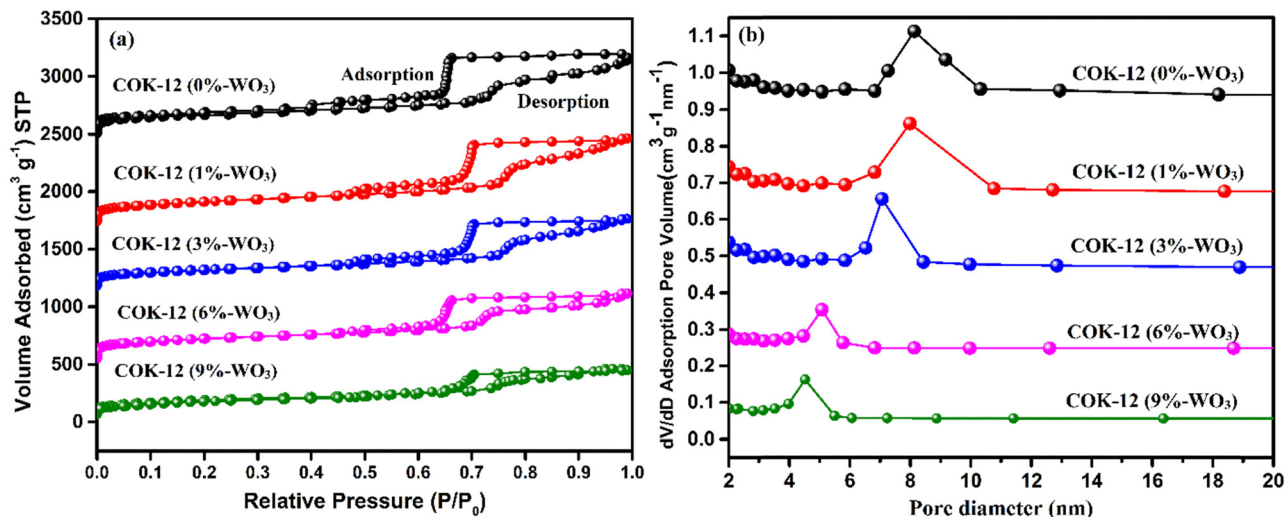 (a)
Volume Adsorbed (cm³ g⁻¹) STP
3500
3000
2500
2000
1500
1000
500
0
COK-12 (0%-WO₃)
Adsorption
Desorption
COK-12 (1%-WO₃)
COK-12 (3%-WO₃)
COK-12 (6%-WO₃)
COK-12 (9%-WO₃)
0.0 0.1 0.2 0.3 0.4 0.5 0.6 0.7 0.8 0.9 1.0
Relative Pressure (P/P₀)
(b)
dV/dD Adsorption Pore Volume(cm³ g⁻¹nm⁻¹)
1.1
1.0
0.9
0.8
0.7
0.6
0.5
0.4
0.3
0.2
0.1
0.0
COK-12 (0%-WO₃)
COK-12 (1%-WO₃)
COK-12 (3%-WO₃)
COK-12 (6%-WO₃)
COK-12 (9%-WO₃)
2 4 6 8 10 12 14 16 18 20
Pore diameter (nm)